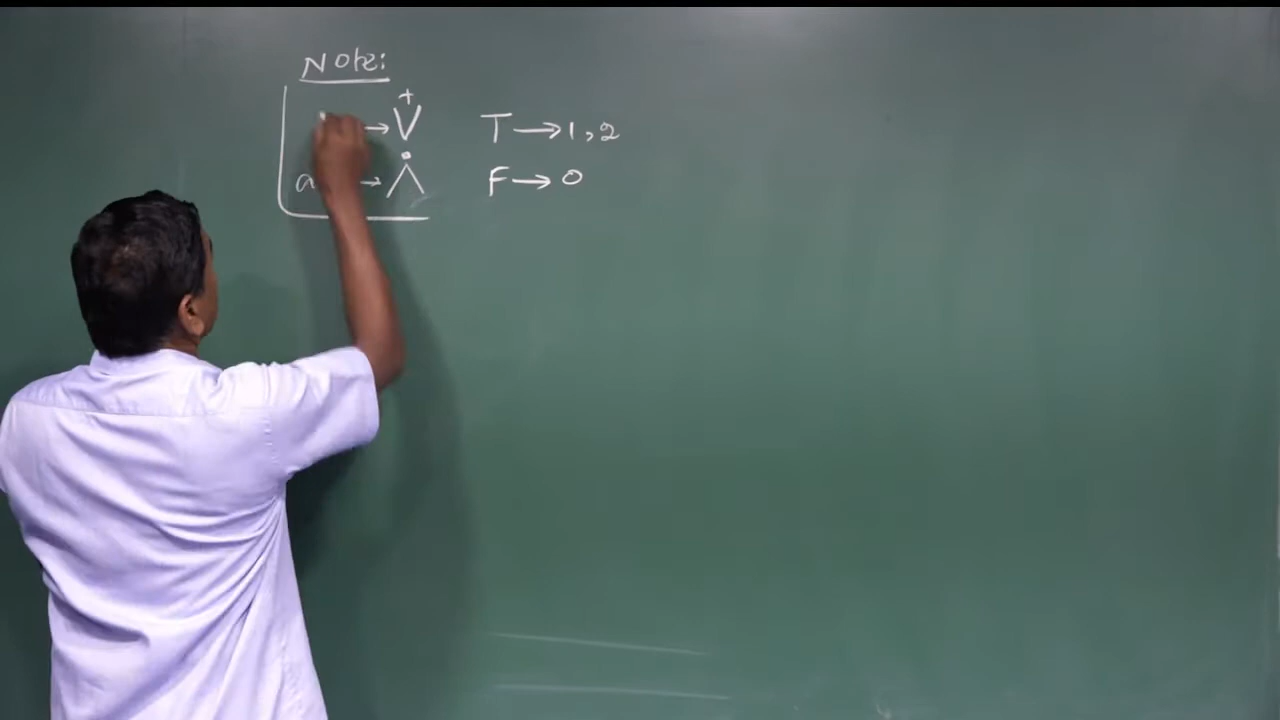 Note:
+
→ V T → 1, 2
•
a → ∧ F → 0